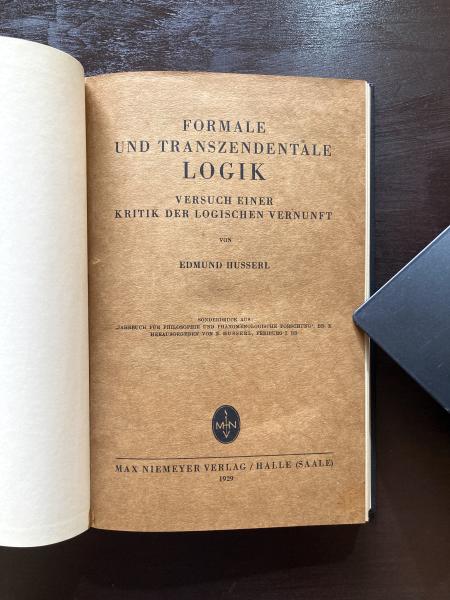 FORMALE
UND TRANSZENDENTALE
LOGIK
VERSUCH EINER
KRITIK DER LOGISCHEN VERNUNFT
VON
EDMUND HUSSERL
SONDERDRUCK AUS:
„JAHRBUCH FÜR PHILOSOPHIE UND PHÄNOMENOLOGISCHE FORSCHUNG", BD. X
HERAUSGEGEBEN VON E. HUSSERL, FREIBURG I. BR.
M N
MAX NIEMEYER VERLAG / HALLE (SAALE)
1929